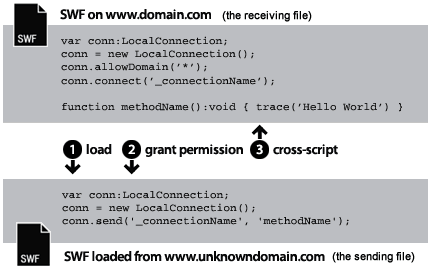 SWF on www.domain.com (the receiving file)
SWF
var conn:LocalConnection;
conn = new LocalConnection();
conn.allowDomain('*');
conn.connect('_connectionName');
function methodName():void { trace('Hello World') }
1 load 2 grant permission 3 cross-script
var conn:LocalConnection;
conn = new LocalConnection();
conn.send('_connectionName', 'methodName');
SWF
SWF loaded from www.unknowndomain.com (the sending file)